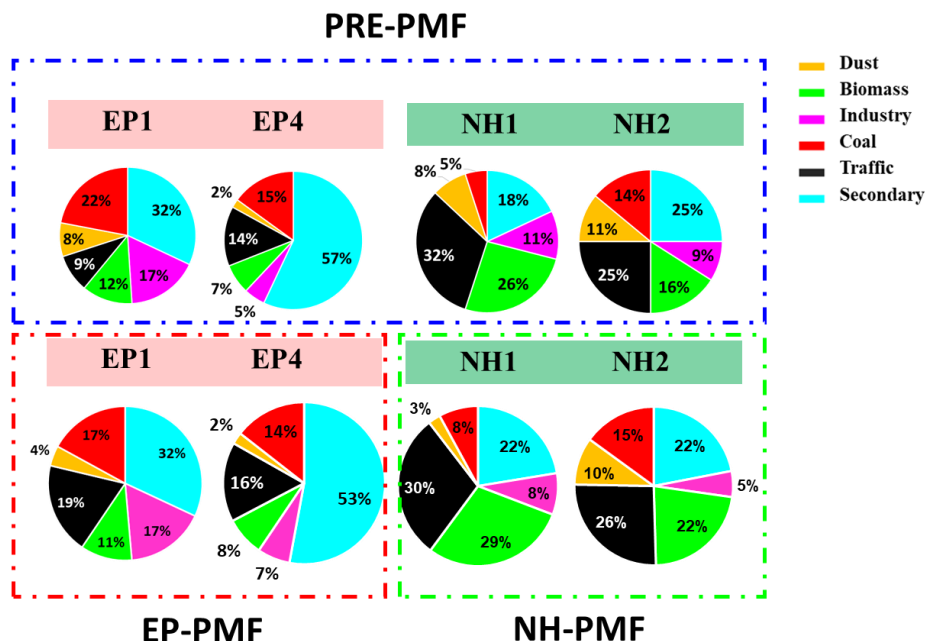 PRE-PMF
EP1
EP4
NH1
NH2
Dust
Biomass
Industry
Coal
Traffic
Secondary
32%
17%
12%
9%
8%
22%
57%
5%
7%
14%
2%
15%
18%
11%
26%
32%
8%
5%
25%
9%
16%
25%
11%
14%
EP1
EP4
NH1
NH2
32%
17%
11%
19%
4%
17%
53%
7%
8%
16%
2%
14%
22%
8%
29%
30%
3%
8%
22%
5%
22%
26%
10%
15%
EP-PMF
NH-PMF